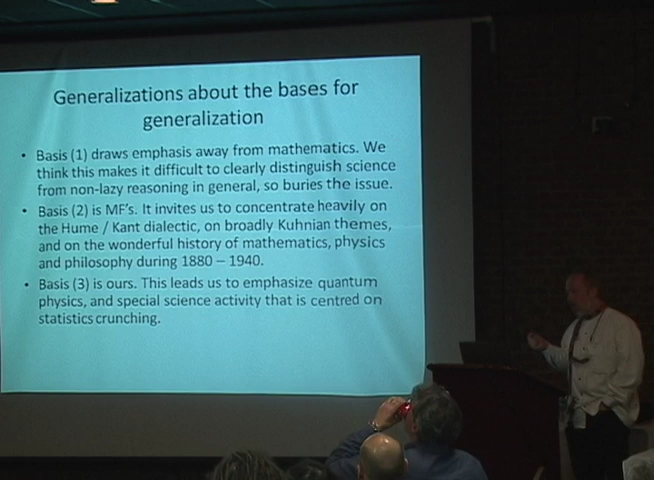 Generalizations about the bases for
generalization
• Basis (1) draws emphasis away from mathematics. We
think this makes it difficult to clearly distinguish science
from non-lazy reasoning in general, so buries the issue.
• Basis (2) is MF's. It invites us to concentrate heavily on
the Hume / Kant dialectic, on broadly Kuhnian themes,
and on the wonderful history of mathematics, physics
and philosophy during 1880 – 1940.
• Basis (3) is ours. This leads us to emphasize quantum
physics, and special science activity that is centred on
statistics crunching.